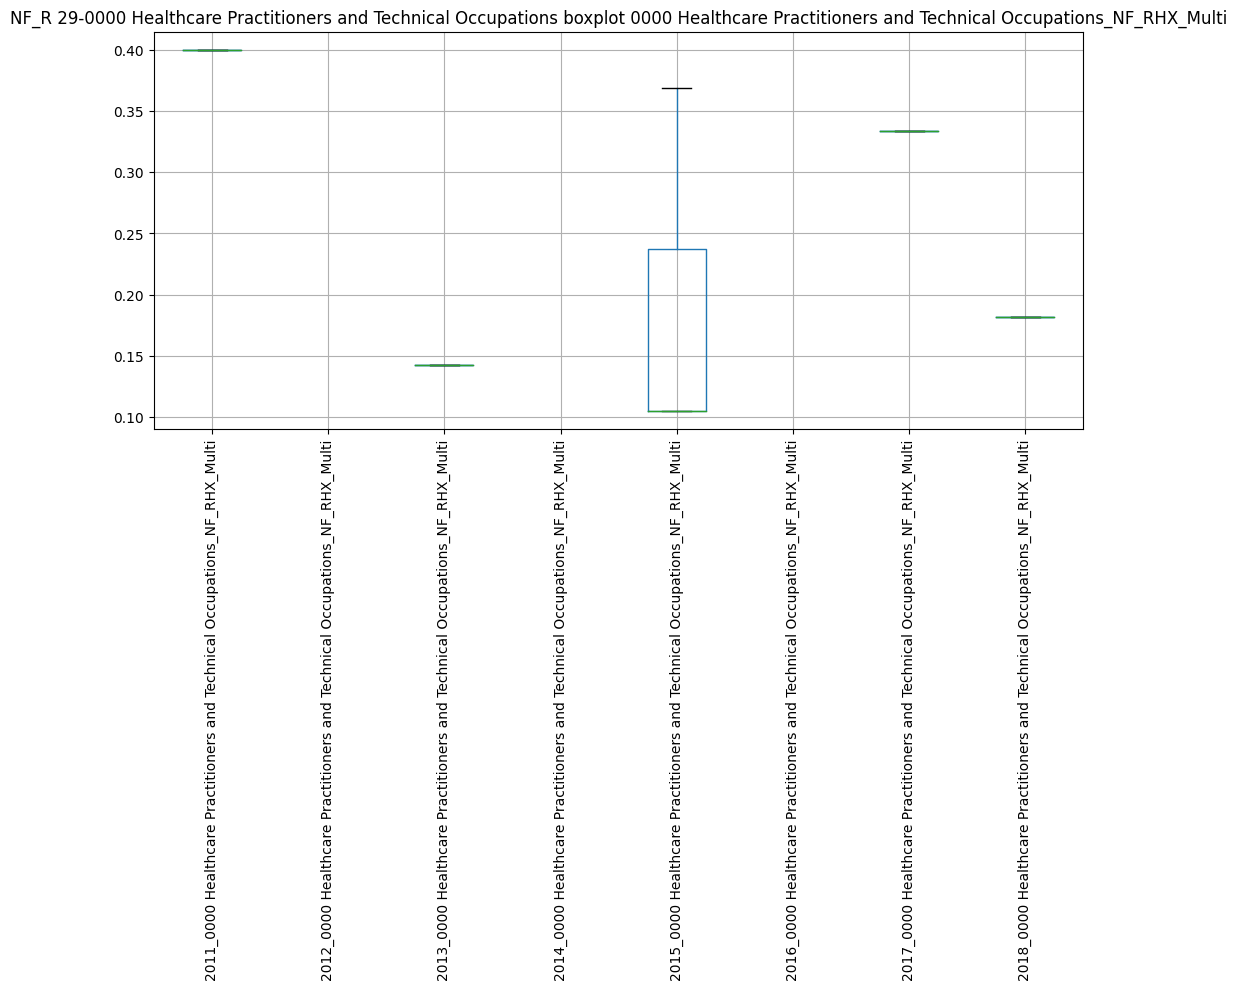 NF_R 29-0000 Healthcare Practitioners and Technical Occupations boxplot 0000 Healthcare Practitioners and Technical Occupations_NF_RHX_Multi
0.40
0.35
0.30
0.25
0.20
0.15
0.10
2011_0000 Healthcare Practitioners and Technical Occupations_NF_RHX_Multi
2012_0000 Healthcare Practitioners and Technical Occupations_NF_RHX_Multi
2013_0000 Healthcare Practitioners and Technical Occupations_NF_RHX_Multi
2014_0000 Healthcare Practitioners and Technical Occupations_NF_RHX_Multi
2015_0000 Healthcare Practitioners and Technical Occupations_NF_RHX_Multi
2016_0000 Healthcare Practitioners and Technical Occupations_NF_RHX_Multi
2017_0000 Healthcare Practitioners and Technical Occupations_NF_RHX_Multi
2018_0000 Healthcare Practitioners and Technical Occupations_NF_RHX_Multi